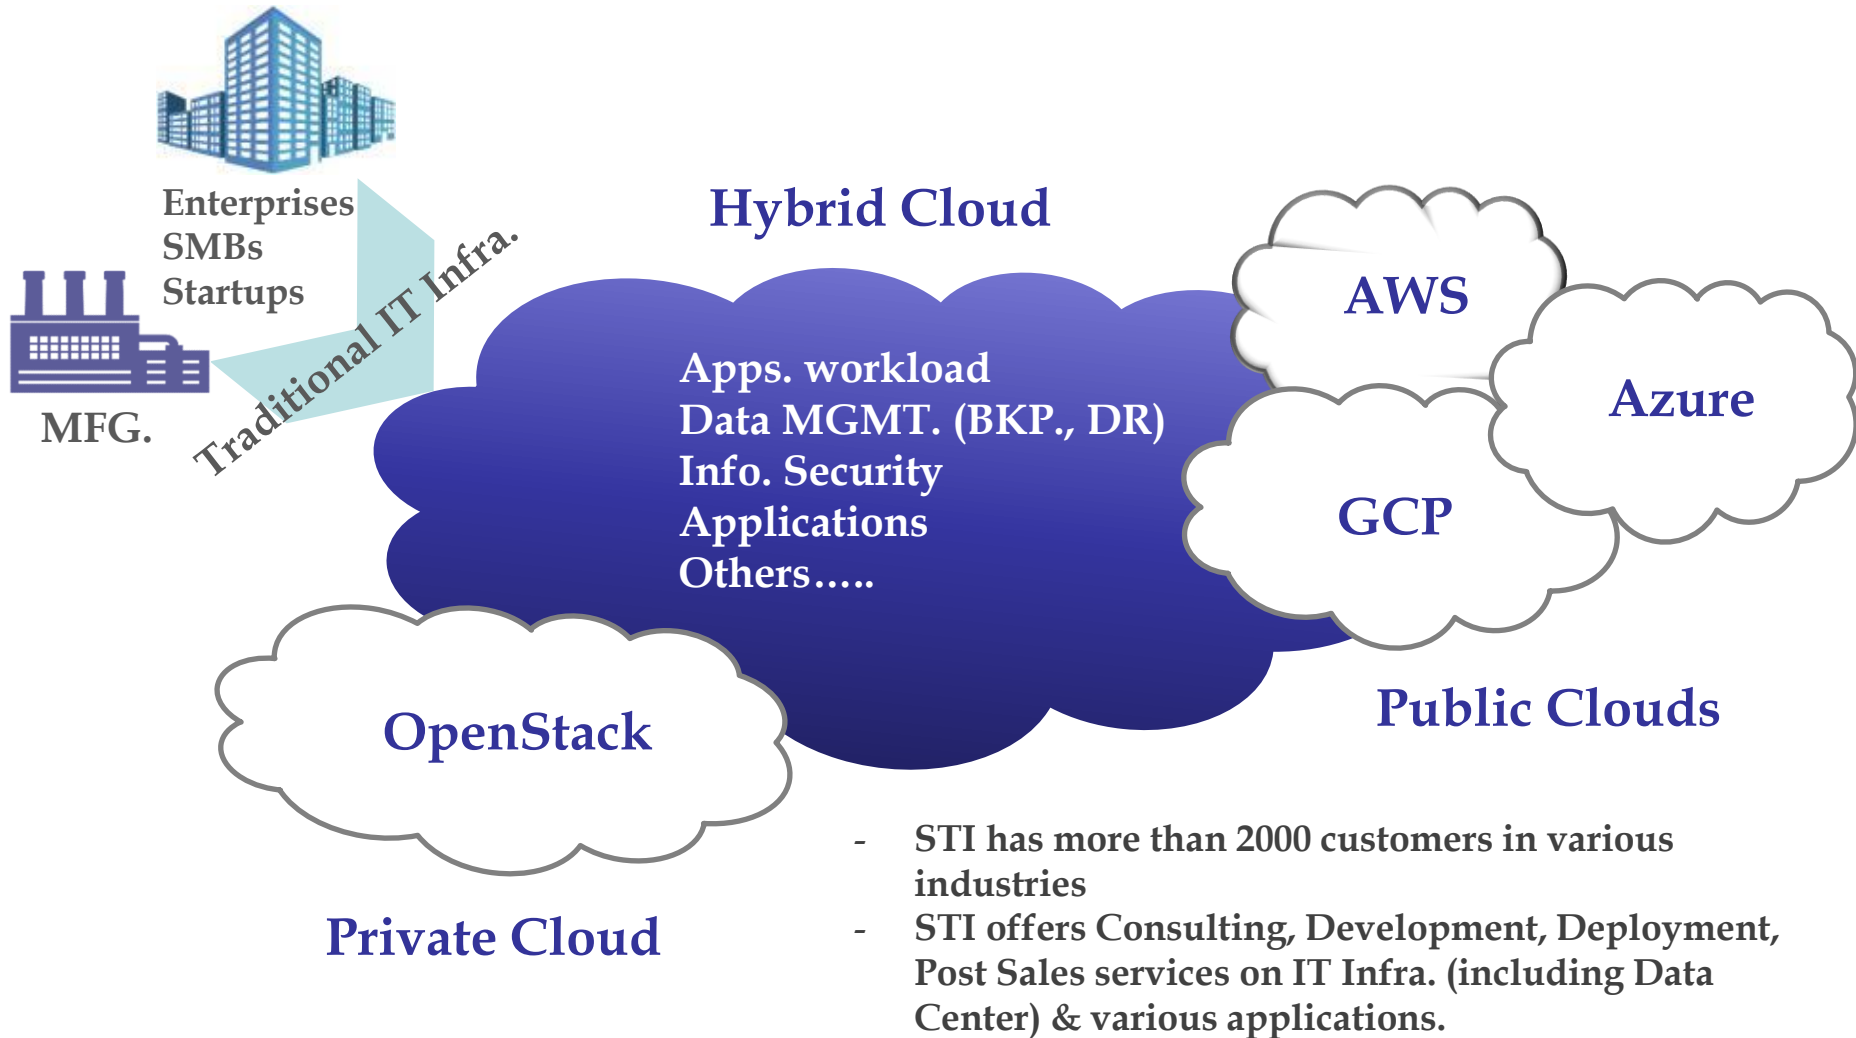 Enterprises
SMBs
Startups
MFG.
Traditional IT Infra.
Hybrid Cloud
Apps. workload
Data MGMT. (BKP., DR)
Info. Security
Applications
Others…..
AWS
Azure
GCP
Public Clouds
OpenStack
Private Cloud
- STI has more than 2000 customers in various
industries
- STI offers Consulting, Development, Deployment,
Post Sales services on IT Infra. (including Data
Center) & various applications.